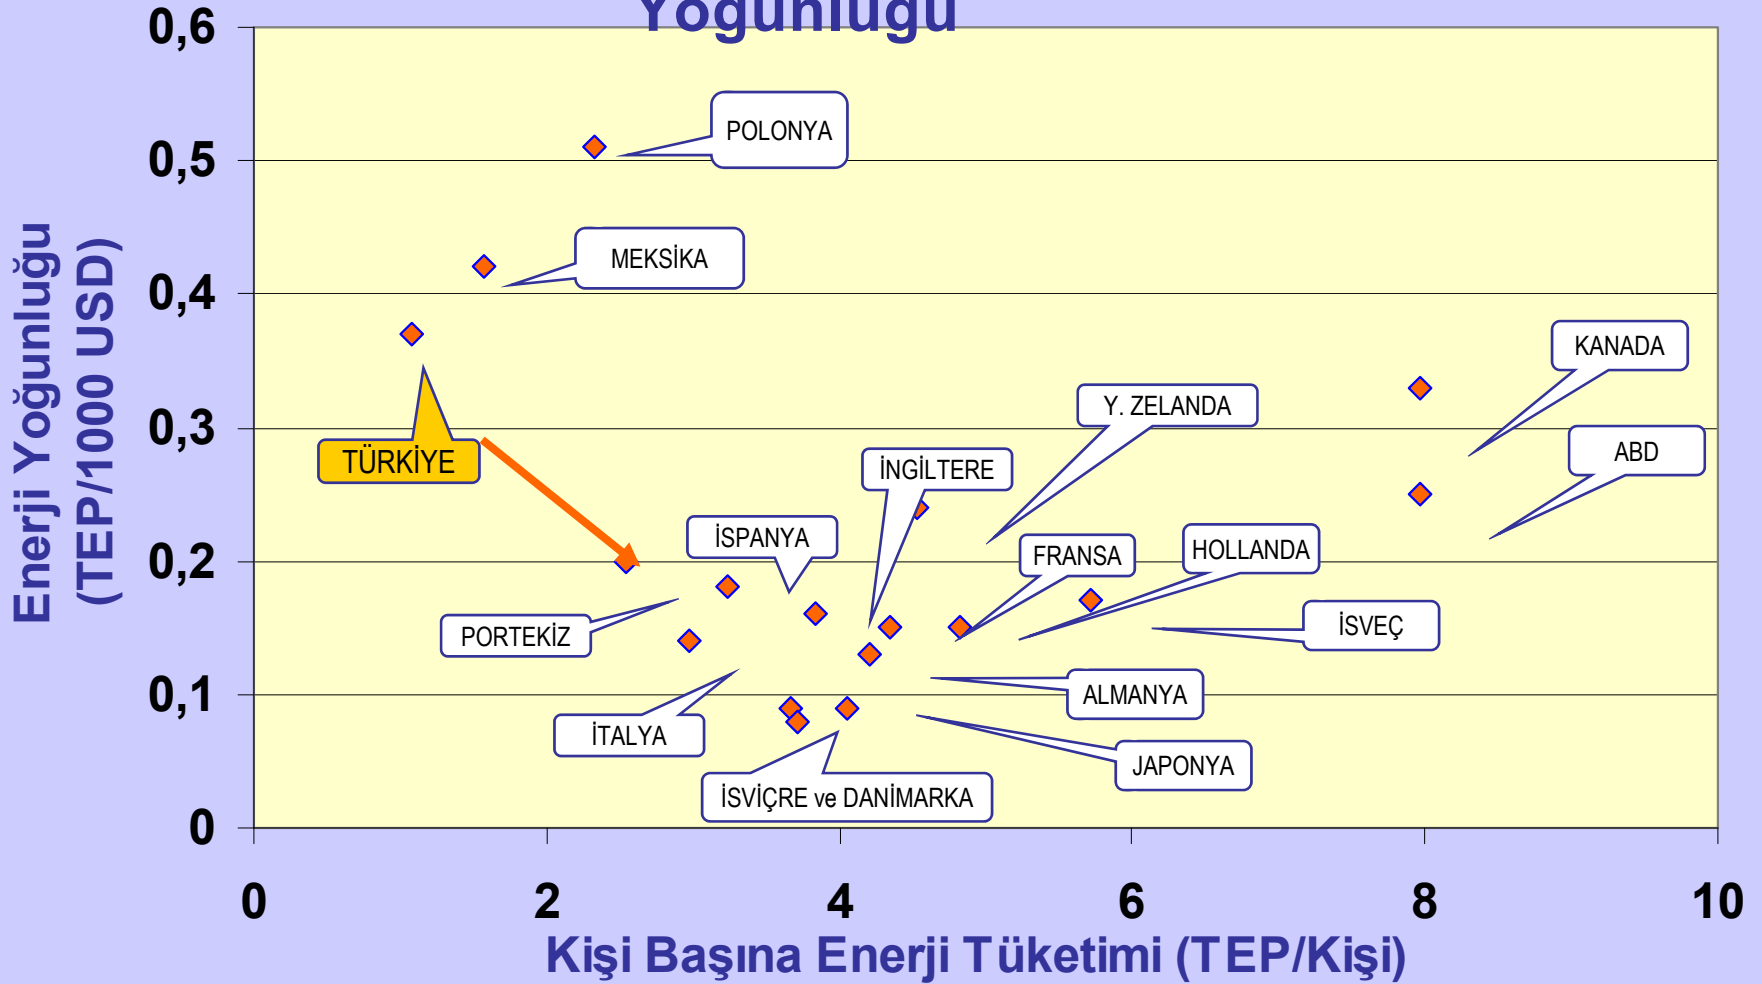 Yoğunluğu
0,6
0,5
0,4
0,3
0,2
0,1
0
Enerji Yoğunluğu
(TEP/1000 USD)
POLONYA
MEKSİKA
KANADA
Y. ZELANDA
ABD
TÜRKİYE
İNGİLTERE
İSPANYA
FRANSA
HOLLANDA
PORTEKİZ
İSVEÇ
ALMANYA
İTALYA
JAPONYA
İSVİÇRE ve DANİMARKA
0 2 4 6 8 10
Kişi Başına Enerji Tüketimi (TEP/Kişi)